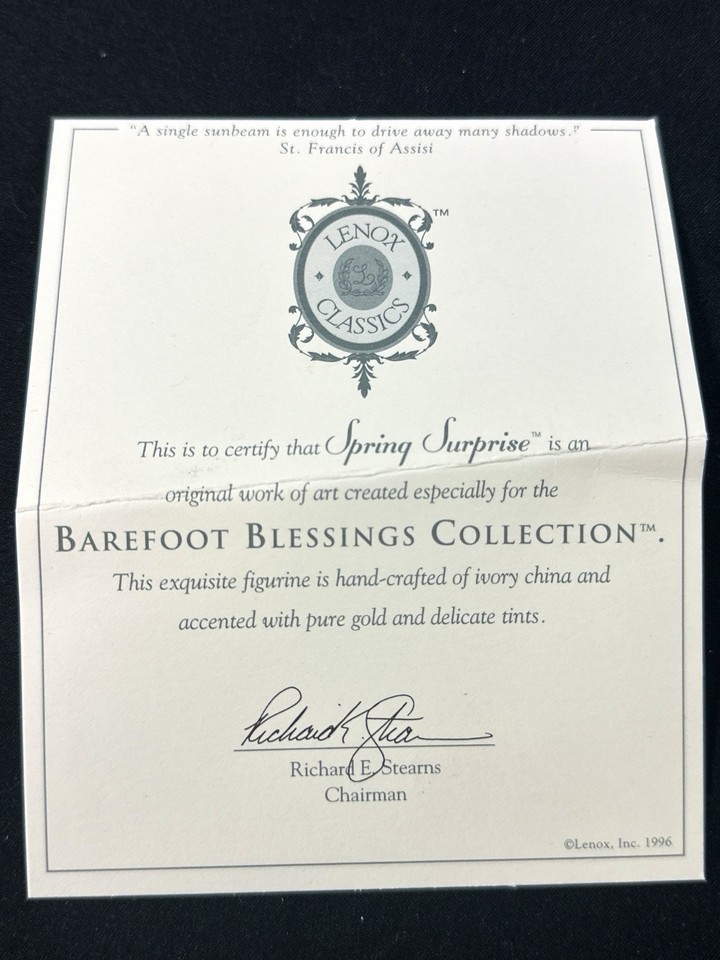 "A single sunbeam is enough to drive away many shadows."
St. Francis of Assisi
LENOX
™
L
CLASSICS
This is to certify that Spring Surprise™ is an
original work of art created especially for the
BAREFOOT BLESSINGS COLLECTION™.
This exquisite figurine is hand-crafted of ivory china and
accented with pure gold and delicate tints.
Richard E. Stearns
Richard E. Stearns
Chairman
©Lenox, Inc. 1996